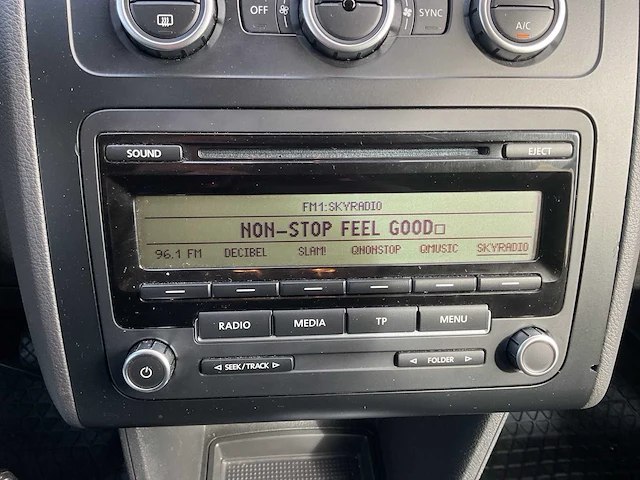 OFF SYNC A/C
SOUND EJECT
FM1:SKYRADIO
NON-STOP FEEL GOOD□
96.1 FM DECIBEL SLAM! QNONSTOP QMUSIC SKYRADIO
RADIO MEDIA TP MENU
SEEK/TRACK FOLDER